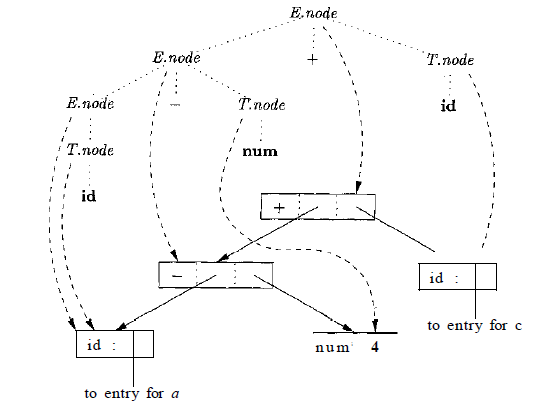 E.node
E.node + T.node
E.node − T.node id
T.node num
id
+
− id :
to entry for c
id : num 4
to entry for a